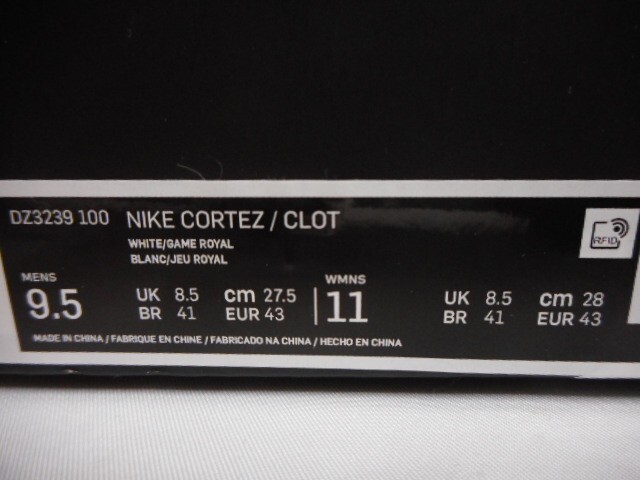 DZ3239 100 NIKE CORTEZ / CLOT
WHITE/GAME ROYAL
BLANC/JEU ROYAL
RFID
MENS
9.5
UK 8.5 cm 27.5
BR 41 EUR 43
WMNS
11
UK 8.5 cm 28
BR 41 EUR 43
MADE IN CHINA / FABRIQUE EN CHINE / FABRICADO NA CHINA / HECHO EN CHINA